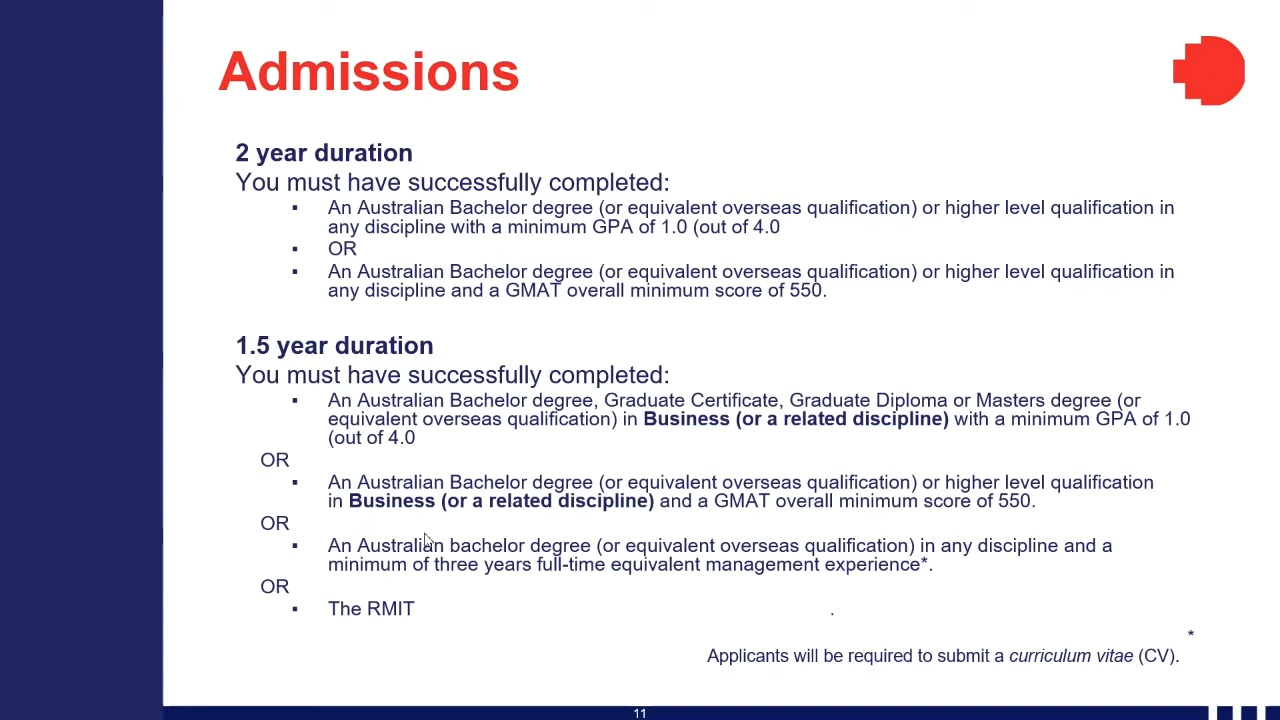 Admissions
2 year duration
You must have successfully completed:
▪ An Australian Bachelor degree (or equivalent overseas qualification) or higher level qualification in
any discipline with a minimum GPA of 1.0 (out of 4.0
▪ OR
▪ An Australian Bachelor degree (or equivalent overseas qualification) or higher level qualification in
any discipline and a GMAT overall minimum score of 550.
1.5 year duration
You must have successfully completed:
▪ An Australian Bachelor degree, Graduate Certificate, Graduate Diploma or Masters degree (or
equivalent overseas qualification) in Business (or a related discipline) with a minimum GPA of 1.0
(out of 4.0
OR
▪ An Australian Bachelor degree (or equivalent overseas qualification) or higher level qualification
in Business (or a related discipline) and a GMAT overall minimum score of 550.
OR
▪ An Australian bachelor degree (or equivalent overseas qualification) in any discipline and a
minimum of three years full-time equivalent management experience*.
OR
▪ The RMIT .
*
Applicants will be required to submit a curriculum vitae (CV).
11